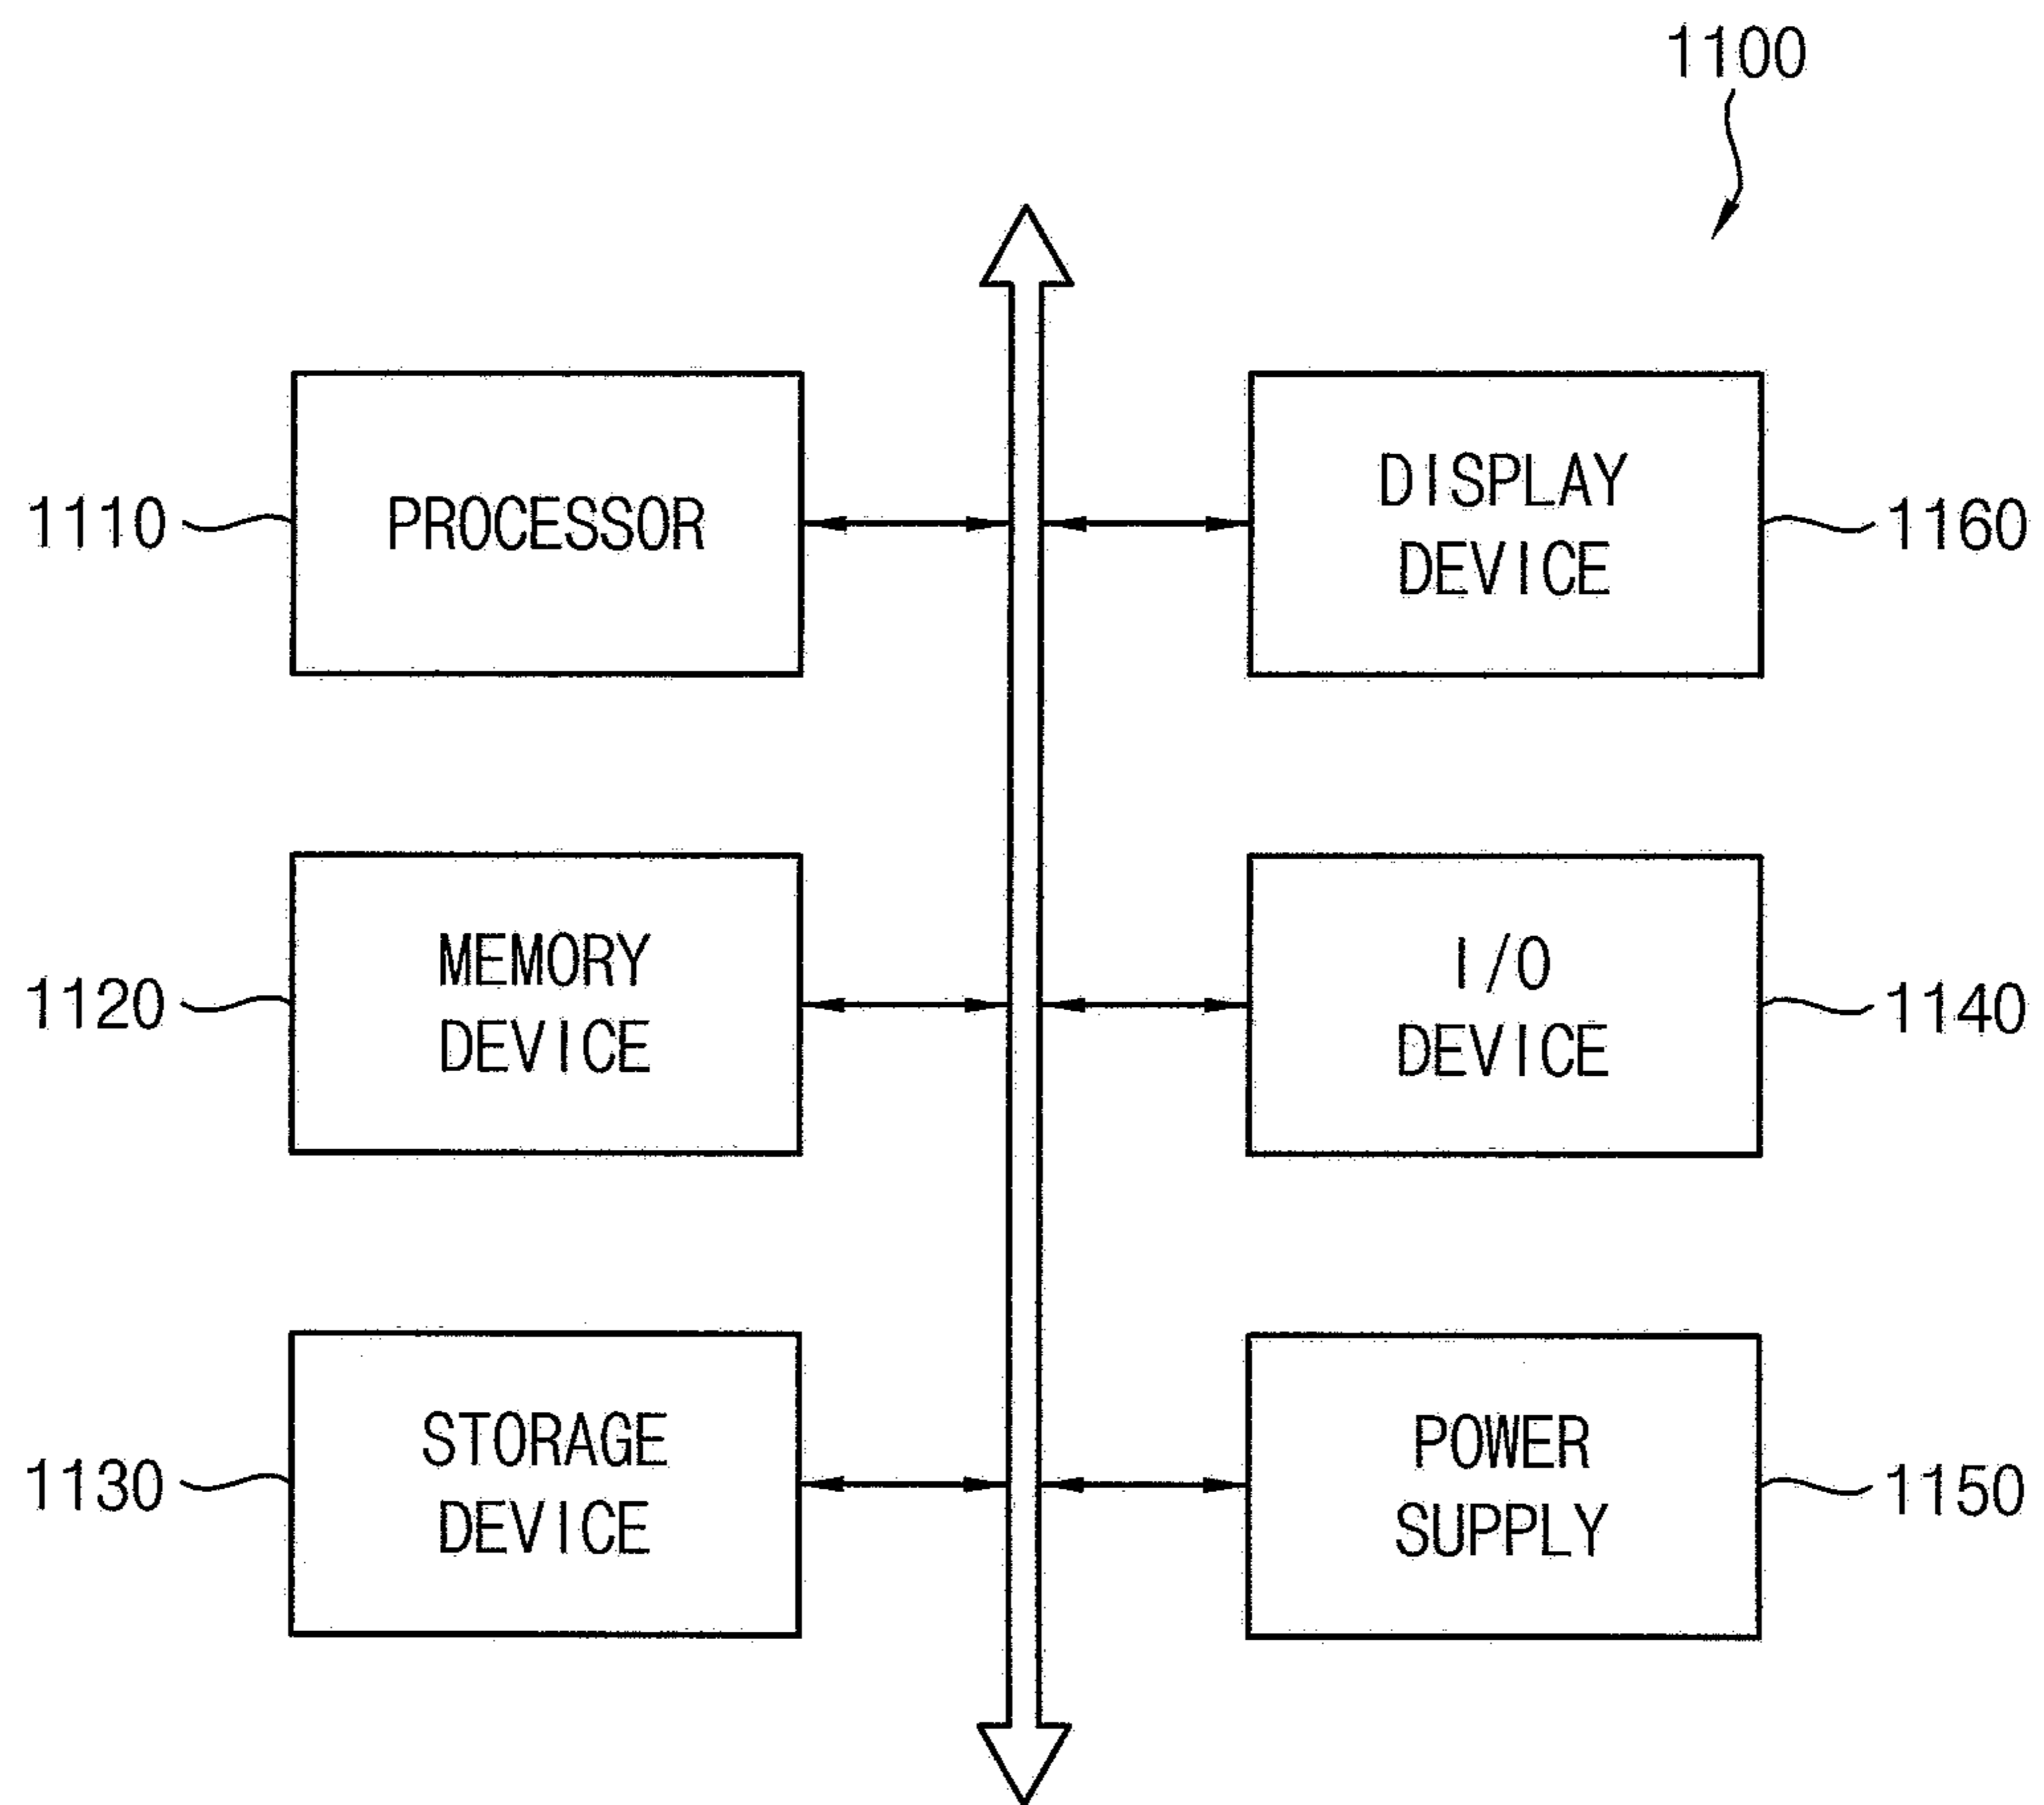 1100
1110
PROCESSOR
DISPLAY
DEVICE
1160
1120
MEMORY
DEVICE
I/O
DEVICE
1140
1130
STORAGE
DEVICE
POWER
SUPPLY
1150